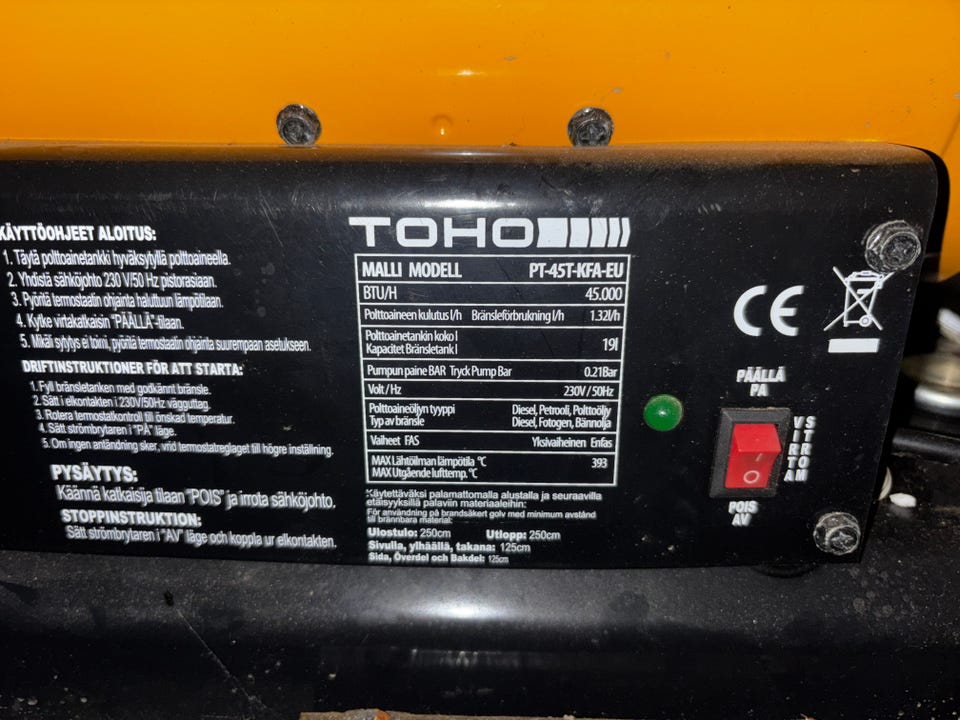 KÄYTTÖOHJEET ALOITUS:
1. Täytä polttoainetankki hyväksytyllä polttoaineella.
2. Yhdistä sähköjohto 230 V/50 Hz pistorasiaan.
3. Pyöritä termostaatin ohjainta haluttuun lämpötilaan.
4. Kytke virtakatkaisin "PÄÄLLÄ"-tilaan.
5. Mikäli sytytys ei toimi, pyöritä termostaatin ohjainta suurempaan asetukseen.
DRIFTINSTRUKTIONER FÖR ATT STARTA:
1. Fyll bränsletanken med godkännt bränsle.
2. Sätt i elkontakten i 230V/50Hz vägguttag.
3. Rotera termostatkontroll till önskad temperatur.
4. Sätt strömbrytaren i "PÅ" läge.
5. Om ingen antändning sker, vrid termostatreglaget till högre inställning.
PYSÄYTYS:
Käännä katkaisija tilaan "POIS" ja irrota sähköjohto.
STOPPINSTRUKTION:
Sätt strömbrytaren i "AV" läge och koppla ur elkontakten.
TOHO
MALLI MODELL PT-45T-KFA-EU
BTU/H 45.000
Polttoaineen kulutus l/h Bränsleförbrukning l/h 1.32l/h
Polttoainetankin koko l
Kapacitet Bränsletank l 19l
Pumpun paine BAR Tryck Pump Bar 0.21Bar
Volt / Hz 230V / 50Hz
Polttoaineöljyn tyyppi Diesel, Petrooli, Polttoöljy
Typ av bränsle Diesel, Fotogen, Bännolja
Vaiheet FAS Yksivaiheinen Enfas
MAX Lähtöilman lämpötila °C 393
MAX Utgående lufttemp. °C
Käytettäväksi palamattomalla alustalla ja seuraavilla
etäisyyksillä palaviin materiaaleihin:
För användning på brandsäkert golv med minimum avstånd
till brännbara material:
Ulostulo: 250cm Utlopp: 250cm
Sivulla, ylhäällä, takana: 125cm
Sida, Överdel och Bakdel: 125cm
CE
PÄÄLLÄ
PA
VIRTA
STRROM
POIS
AV